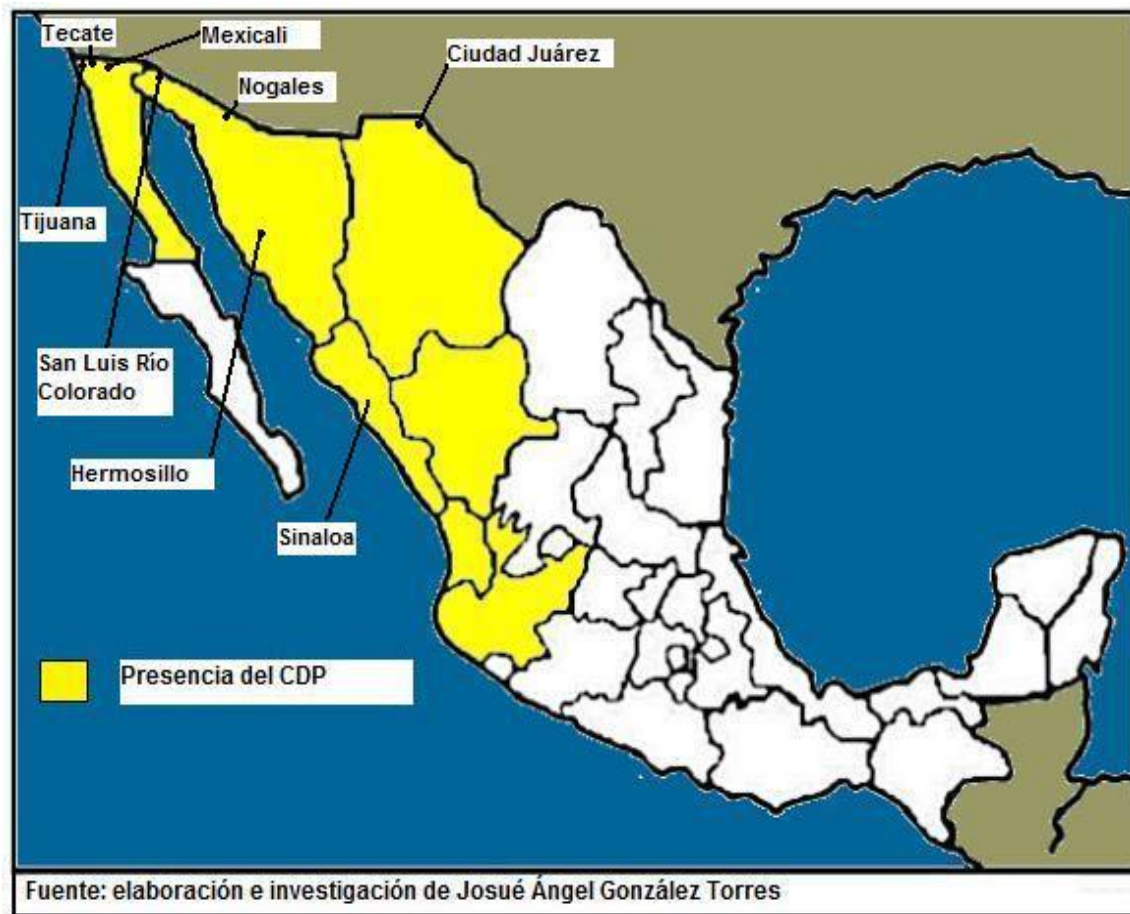 Tecate
Mexicali
Ciudad Juárez
Nogales
Tijuana
San Luis Río
Colorado
Hermosillo
Sinaloa
Presencia del CDP
Fuente: elaboración e investigación de Josué Ángel González Torres